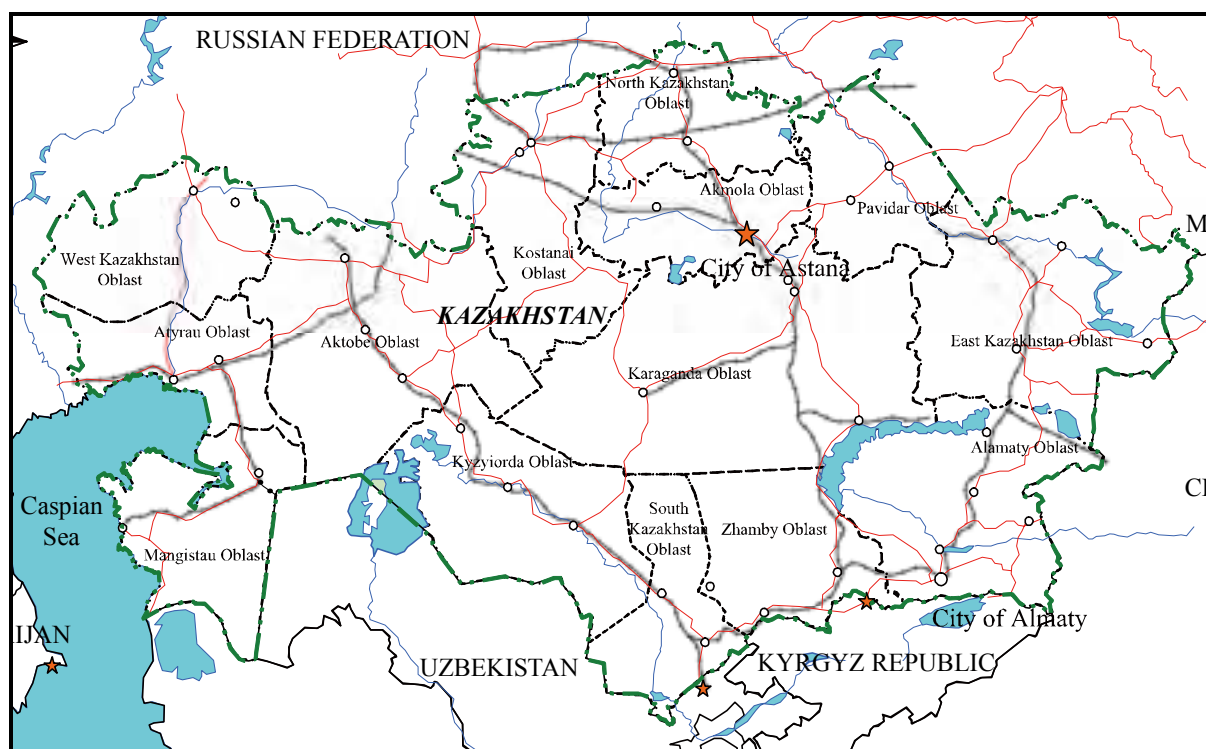 RUSSIAN FEDERATION
North Kazakhstan
Oblast
Akmola Oblast
Pavidar Oblast
M
West Kazakhstan
Oblast
Kostanai
Oblast
City of Astana
KAZAKHSTAN
Atyrau Oblast
Aktobe Oblast
East Kazakhstan Oblast
Karaganda Oblast
Alamaty Oblast
Kyzyiorda Oblast
Caspian
Sea
South
Kazakhstan
Oblast
Zhamby Oblast
Mangistau Oblast
City of Almaty
IJAN
UZBEKISTAN
KYRGYZ REPUBLIC